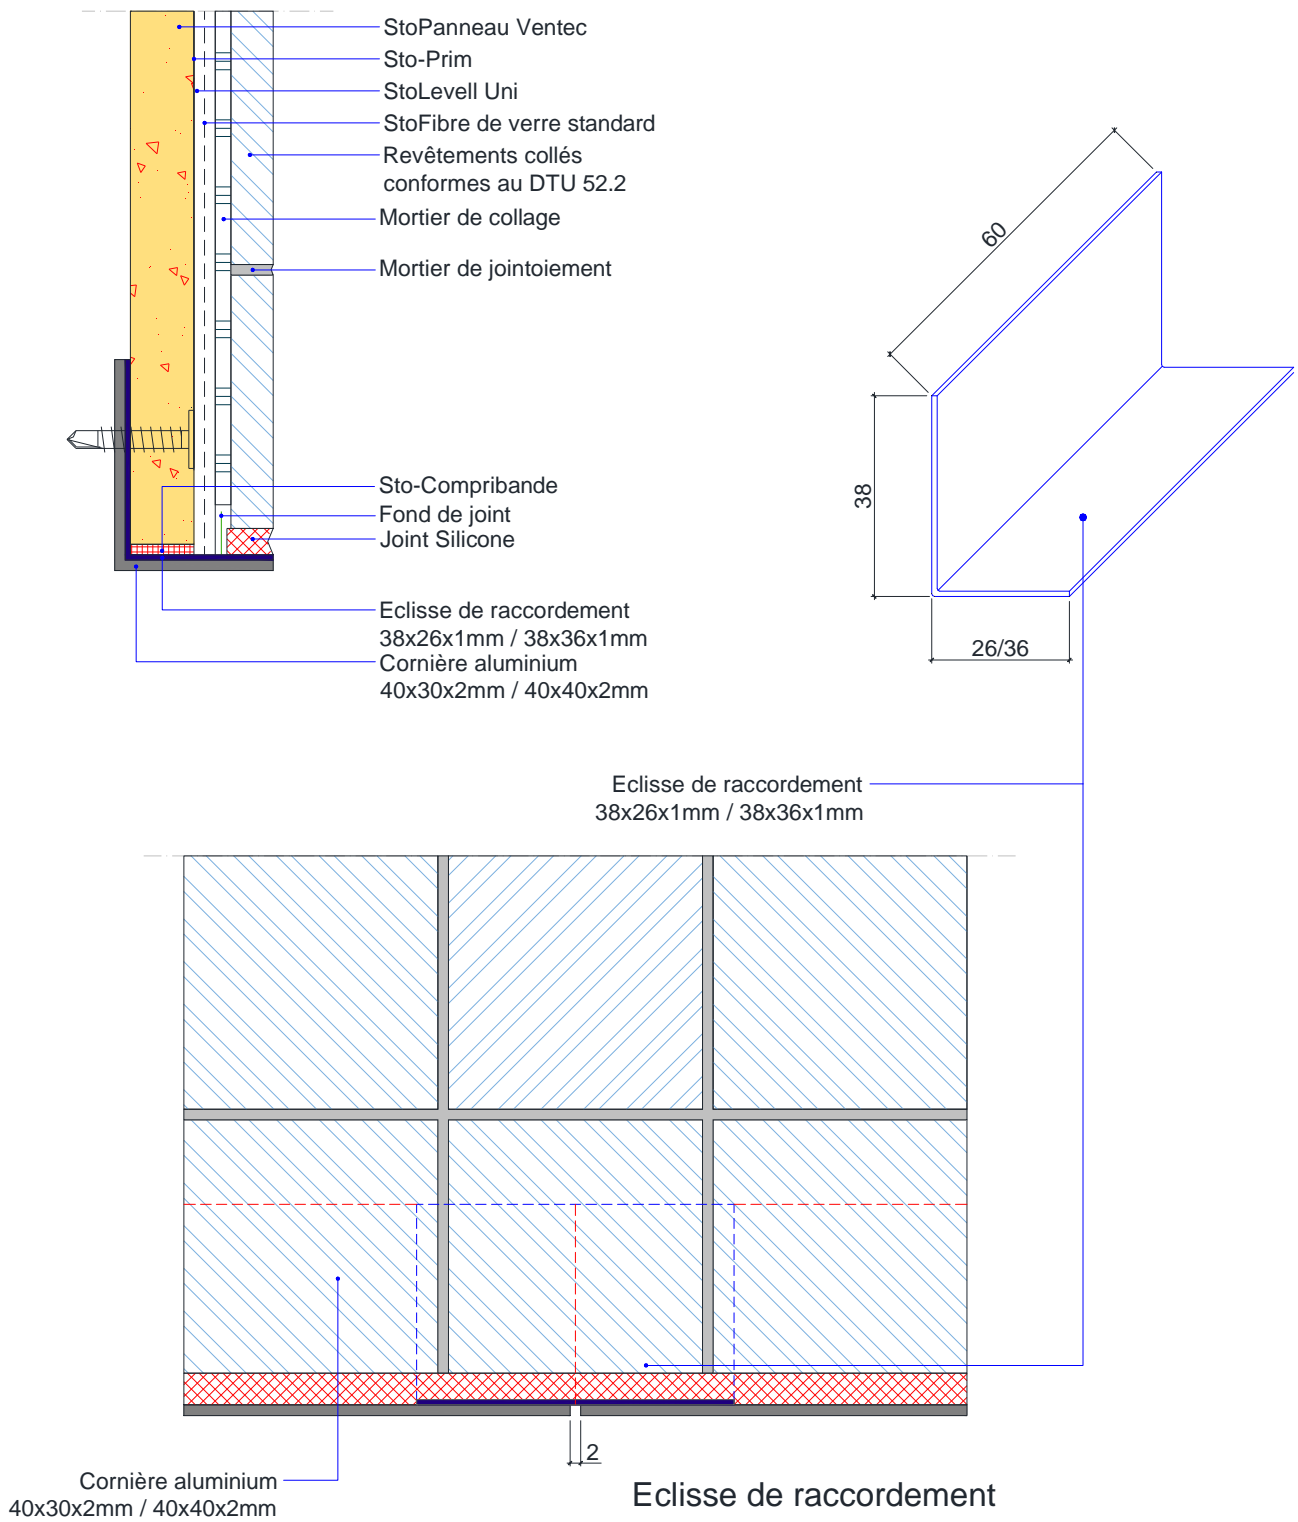 StoPanneau Ventec
Sto-Prim
StoLevell Uni
StoFibre de verre standard
Revêtements collés
conformes au DTU 52.2
Mortier de collage
Mortier de jointoiement
Sto-Compribande
Fond de joint
Joint Silicone
Eclisse de raccordement
38x26x1mm / 38x36x1mm
Cornière aluminium
40x30x2mm / 40x40x2mm
60
38
26/36
Eclisse de raccordement
38x26x1mm / 38x36x1mm
2
Cornière aluminium
40x30x2mm / 40x40x2mm
Eclisse de raccordement